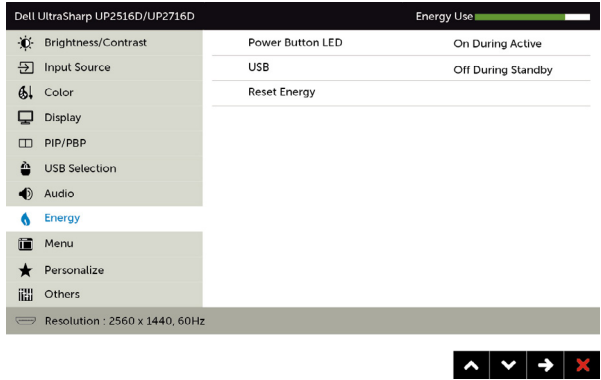 Dell UltraSharp UP2516D/UP2716D Energy Use
Brightness/Contrast Power Button LED On During Active
Input Source USB Off During Standby
Color Reset Energy
Display
PIP/PBP
USB Selection
Audio
Energy
Menu
Personalize
Others
Resolution : 2560 x 1440, 60Hz